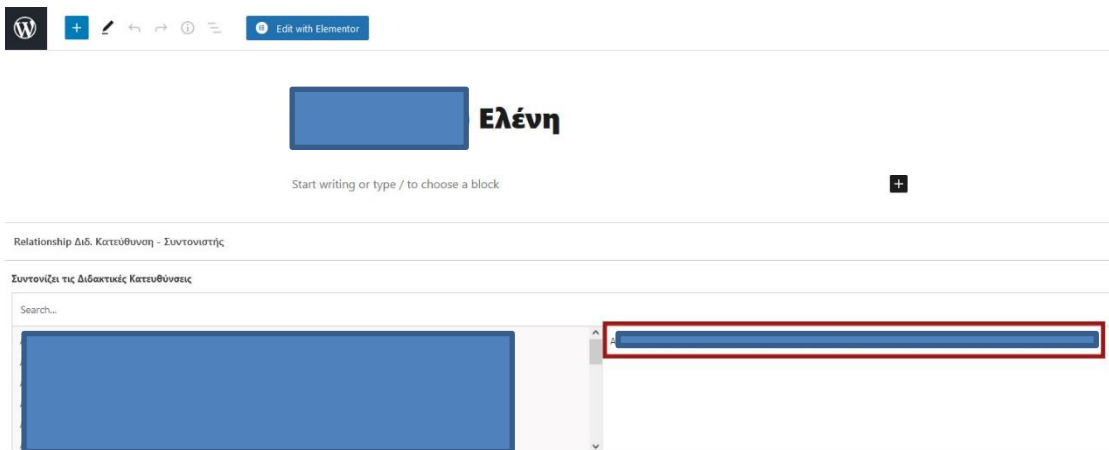 Edit with Elementor
Ελένη
Start writing or type / to choose a block
Relationship Διδ. Κατεύθυνση - Συντονιστής
Συντονίζει τις Διδακτικές Κατευθύνσεις
Search...